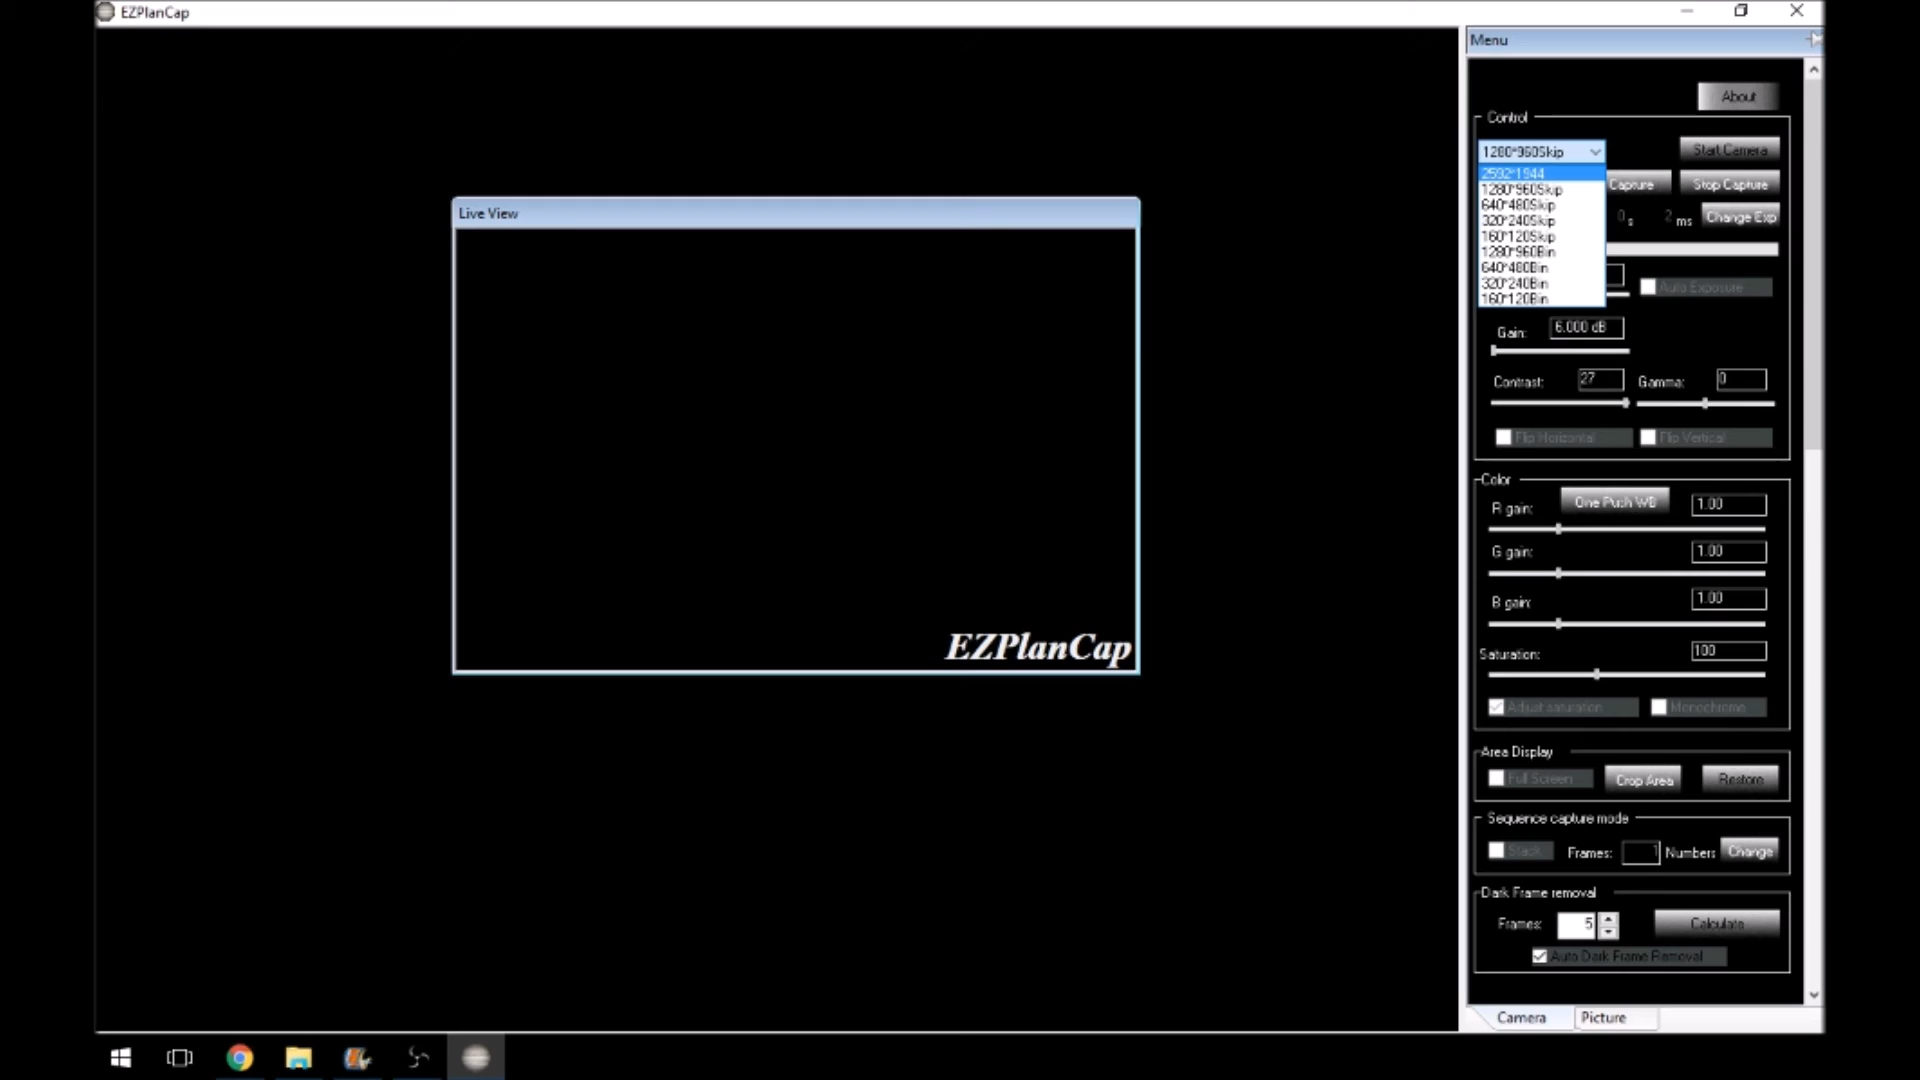 EZPlanCap
Menu
About
Control
1280*960Skip
Start Camera
2592*1944
1280*960Skip
640*480Skip
320*240Skip
160*120Skip
1280*960Bin
640*480Bin
320*240Bin
160*120Bin
Capture
Stop Capture
0 s 2 ms Change Exp
Auto Exposure
Gain: 6.000 dB
Contrast: 27 Gamma: 0
Flip Horizontal Flip Vertical
Color
R gain: One Push WB 1.00
G gain: 1.00
B gain: 1.00
Saturation: 100
Adjust saturation Monochrome
Area Display
Full Screen Crop Area Restore
Sequence capture mode
Stack Frames: 1 Numbers Change
Dark Frame removal
Frames: 5 Calculate
Auto Dark Frame Removal
Camera Picture
Live View
EZPlanCap